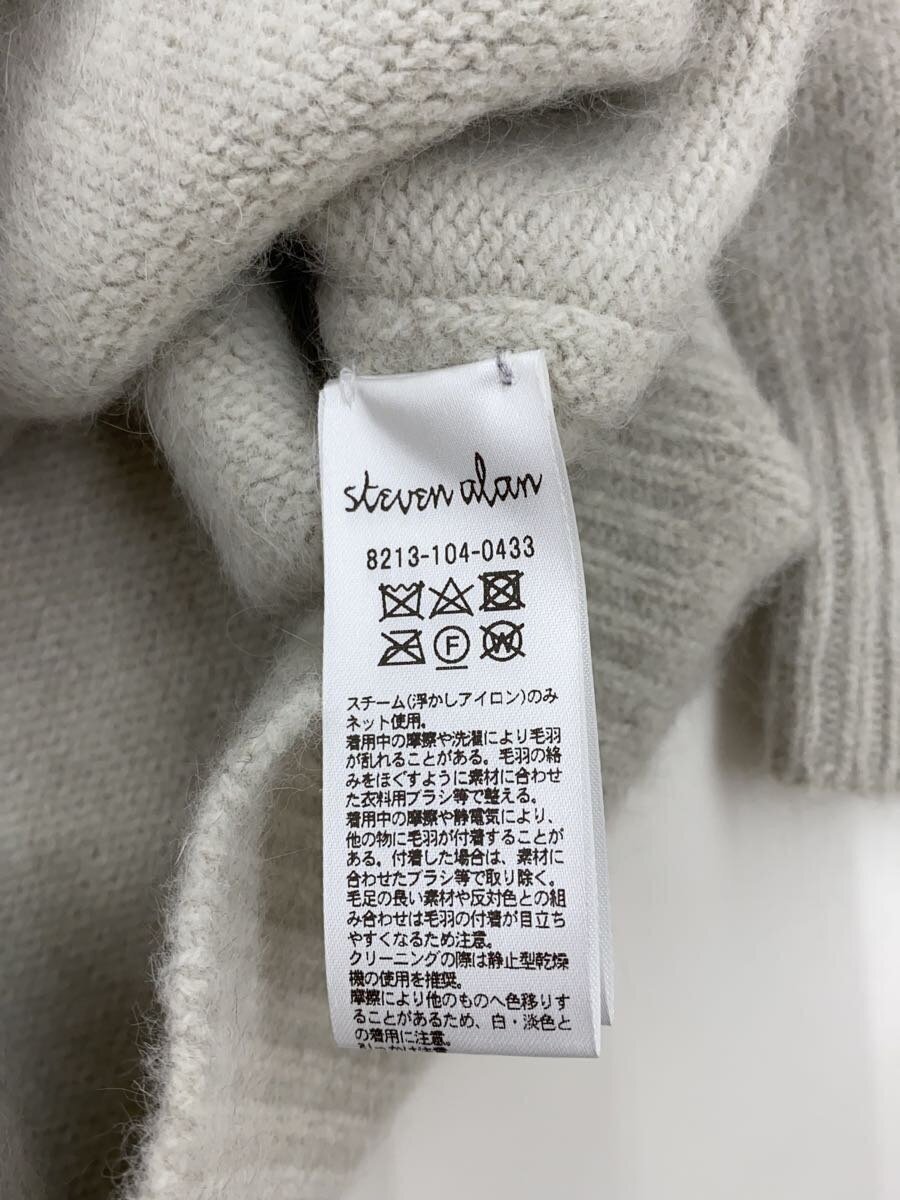 steven alan
8213-104-0433
F
W
スチーム(浮かしアイロン)のみ
ネット使用。
着用中の摩擦や洗濯により毛羽
が乱れることがある。毛羽の絡
みをほぐすように素材に合わせ
た衣料用ブラシ等で整える。
着用中の摩擦や静電気により、
他の物に毛羽が付着することが
ある。付着した場合は、素材に
合わせたブラシ等で取り除く。
毛足の長い素材や反対色との組
み合わせは毛羽の付着が目立ち
やすくなるため注意。
クリーニングの際は静止型乾燥
機の使用を推奨。
摩擦により他のものへ色移りす
ることがあるため、白・淡色と
の着用に注意。